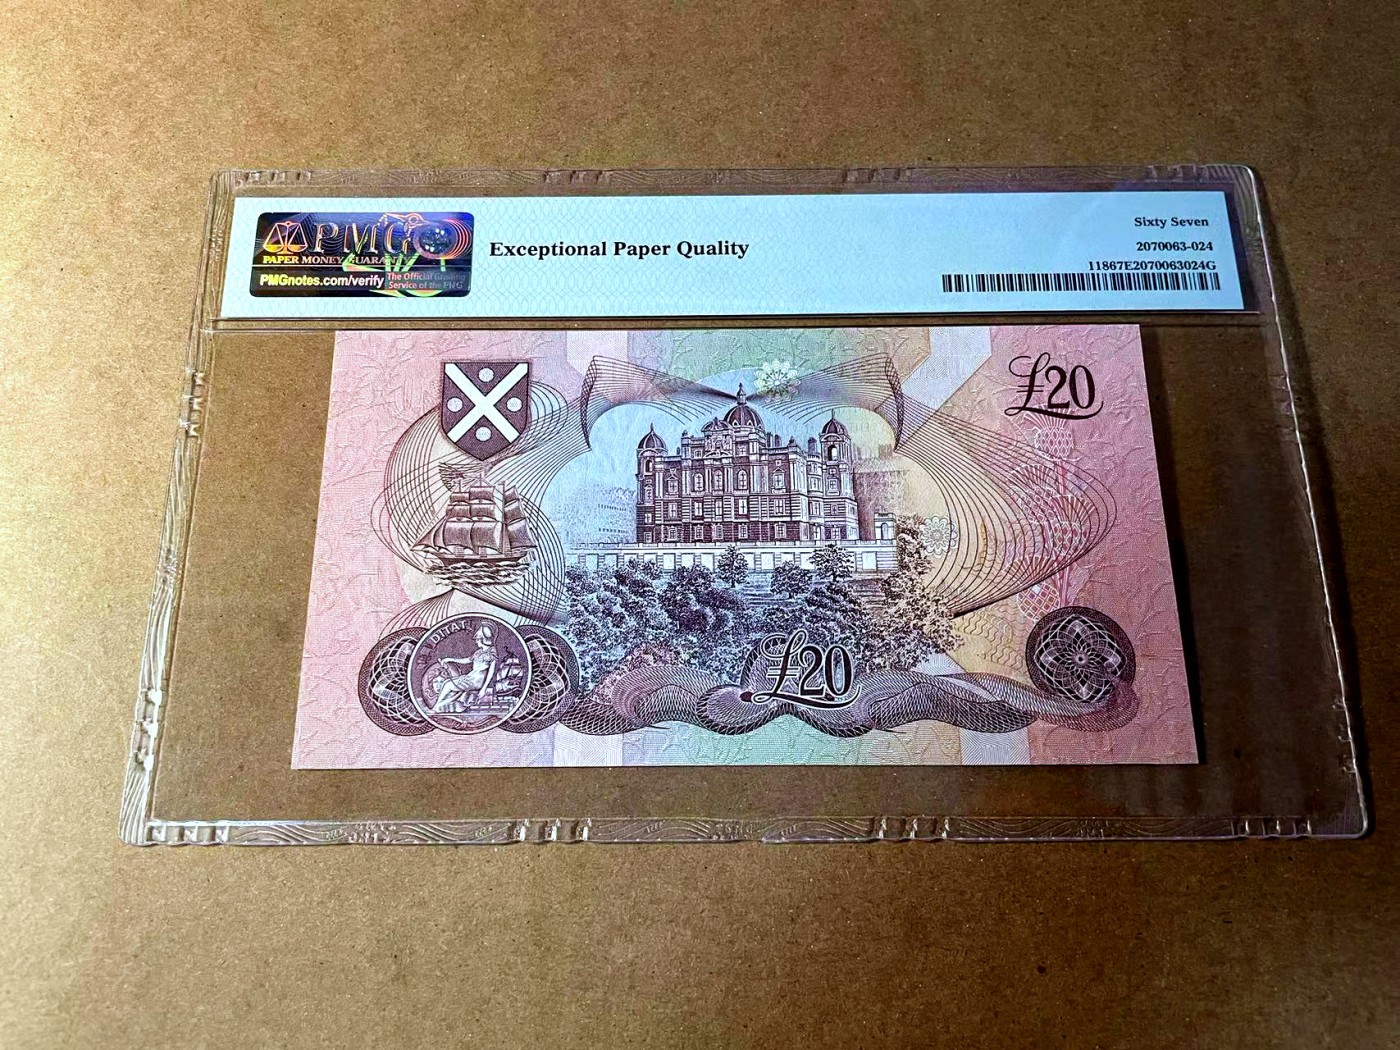 PMG
PAPER MONEY GUARANTY
PMGnotes.com/verify
The Official Grading
Service of the PNG
Exceptional Paper Quality
Sixty Seven
2070063-024
11867E2070063024G
£20
DITAT
£20